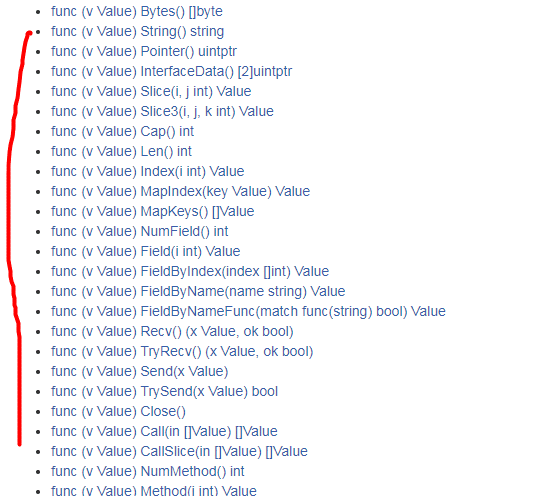 func (v Value) Bytes() []byte
func (v Value) String() string
func (v Value) Pointer() uintptr
func (v Value) InterfaceData() [2]uintptr
func (v Value) Slice(i, j int) Value
func (v Value) Slice3(i, j, k int) Value
func (v Value) Cap() int
func (v Value) Len() int
func (v Value) Index(i int) Value
func (v Value) MapIndex(key Value) Value
func (v Value) MapKeys() []Value
func (v Value) NumField() int
func (v Value) Field(i int) Value
func (v Value) FieldByIndex(index []int) Value
func (v Value) FieldByName(name string) Value
func (v Value) FieldByNameFunc(match func(string) bool) Value
func (v Value) Recv() (x Value, ok bool)
func (v Value) TryRecv() (x Value, ok bool)
func (v Value) Send(x Value)
func (v Value) TrySend(x Value) bool
func (v Value) Close()
func (v Value) Call(in []Value) []Value
func (v Value) CallSlice(in []Value) []Value
func (v Value) NumMethod() int
func (v Value) Method(i int) Value